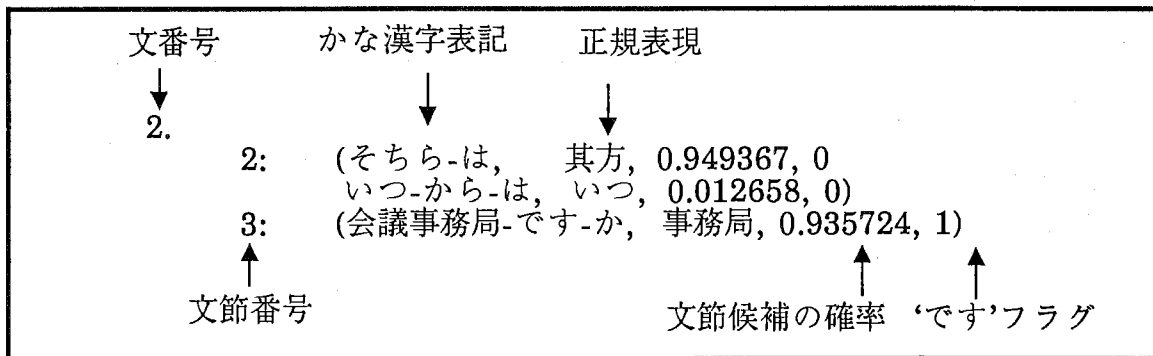 文番号 かな漢字表記 正規表現
2.
2: (そちら-は, 其方, 0.949367, 0
いつ-から-は, いつ, 0.012658, 0)
3: (会議事務局-です-か, 事務局, 0.935724, 1)
文節番号 文節候補の確率 ‘です’フラグ